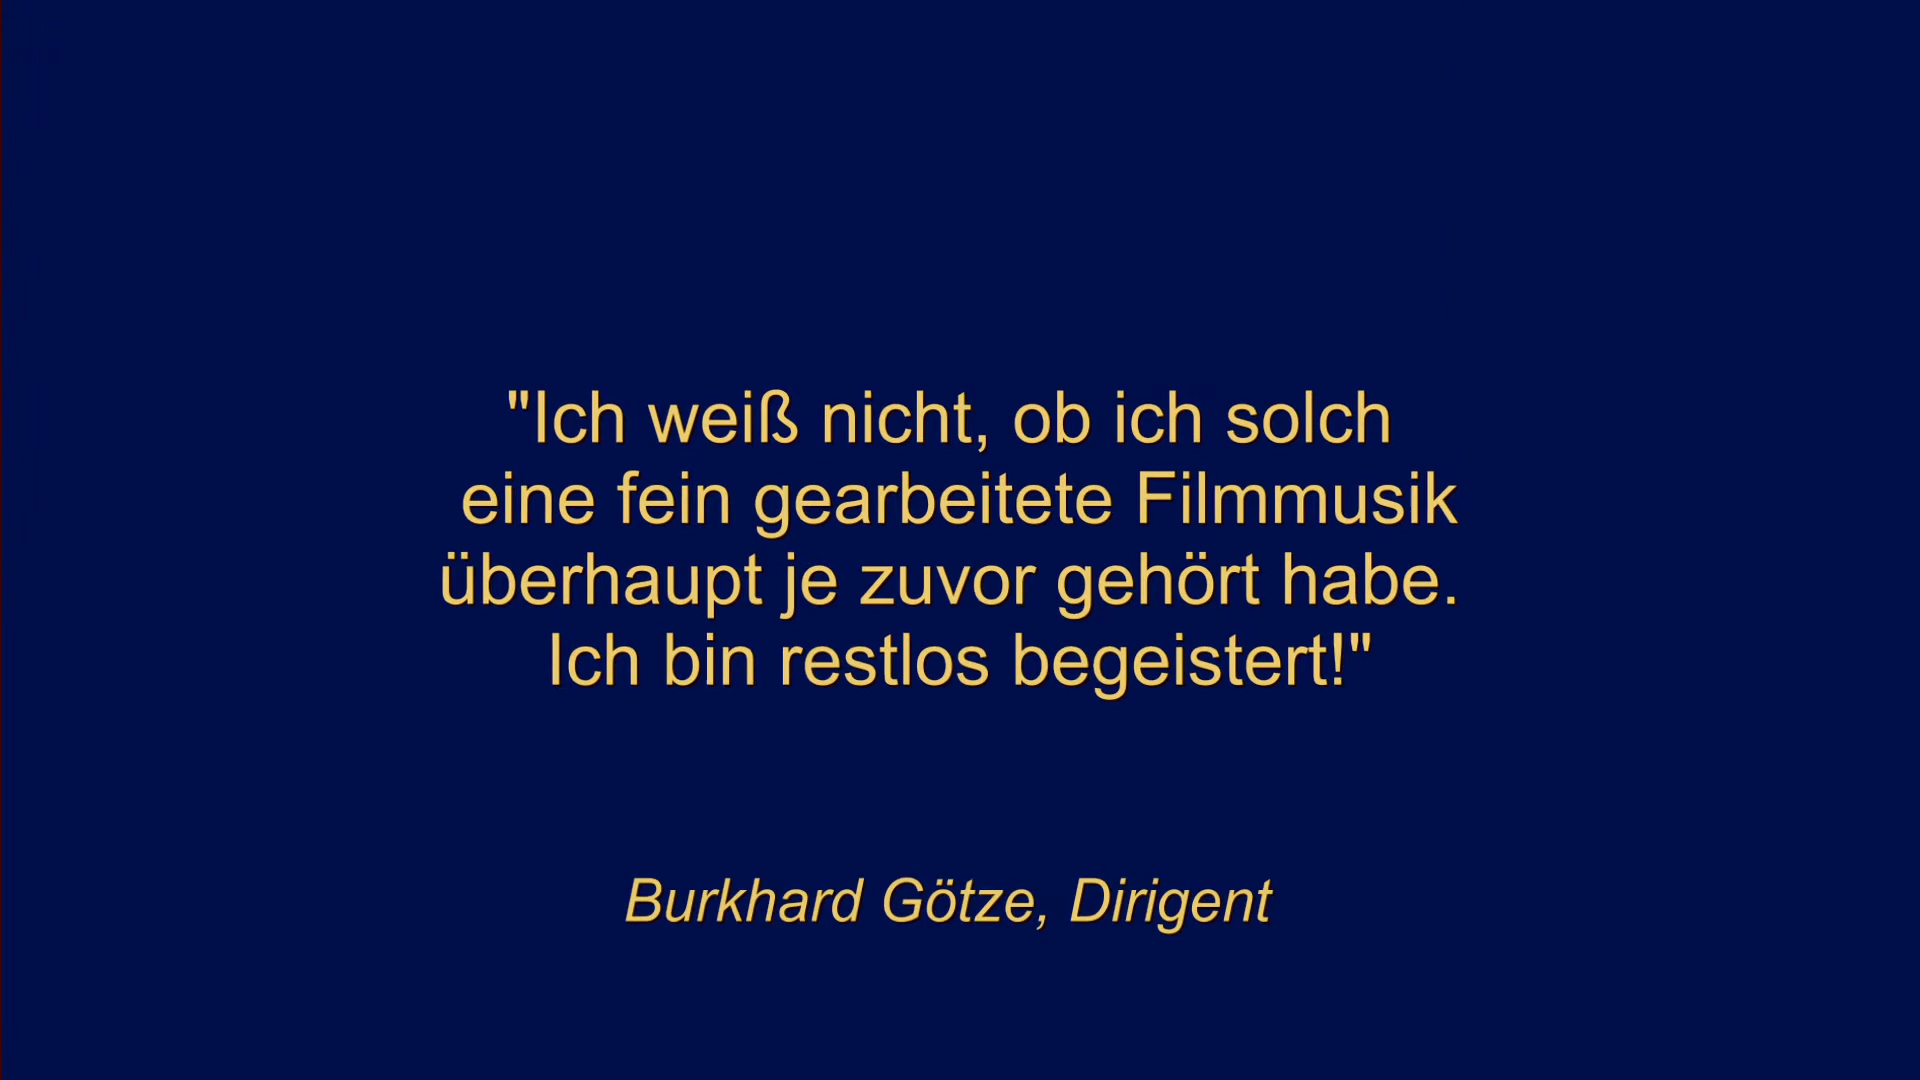 "Ich weiß nicht, ob ich solch
eine fein gearbeitete Filmmusik
überhaupt je zuvor gehört habe.
Ich bin restlos begeistert!"
Burkhard Götze, Dirigent